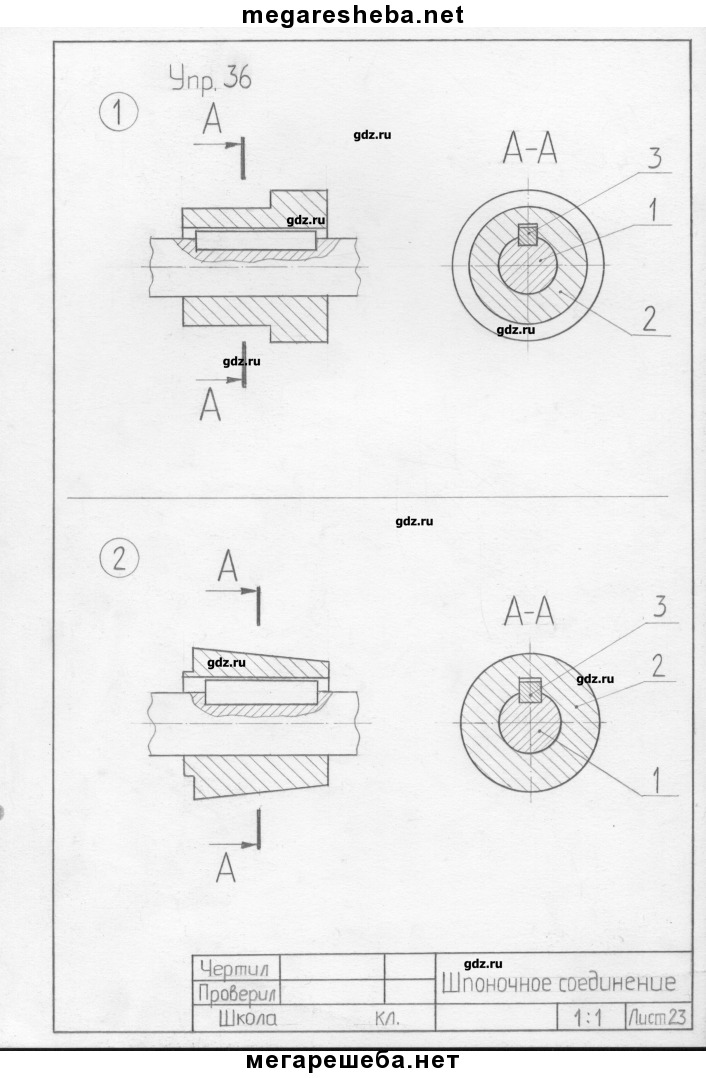 megaresheba.net
Упр. 36
1
А
gdz.ru
А-А
3
gdz.ru
1
2
gdz.ru
gdz.ru
А
gdz.ru
2
А
А-А
3
gdz.ru
2
gdz.ru
1
А
Чертил
gdz.ru
Проверил
Шпоночное соединение
Школа кл.
1:1
Лист 23
мегарешеба.нет